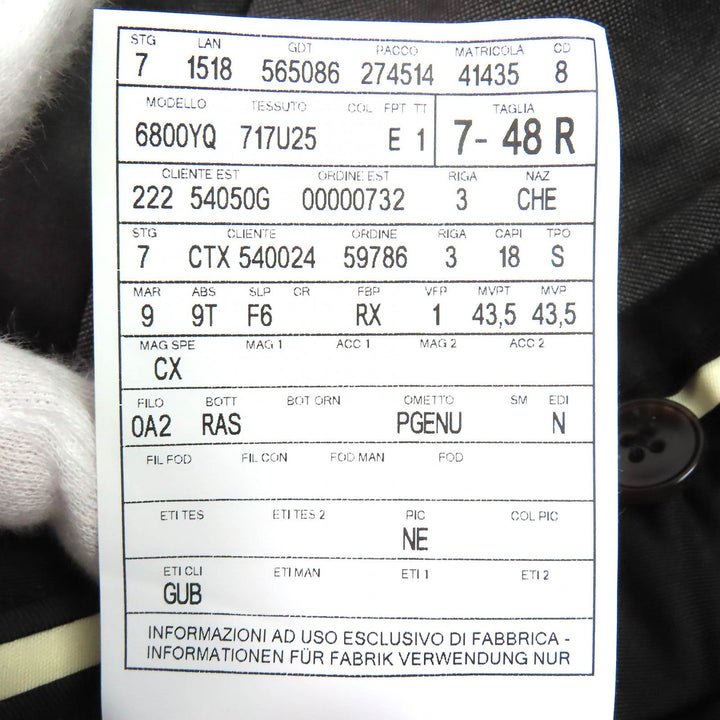 STG LAN GDT PACCO MATRICOLA CD
7 1518 565086 274514 41435 8
MODELLO TESSUTO COL FPT TT TAGLIA
6800YQ 717U25 E 1 7- 48 R
CLIENTE EST ORDINE EST RIGA NAZ
222 54050G 00000732 3 CHE
STG CLIENTE ORDINE RIGA CAPI TPO
7 CTX 540024 59786 3 18 S
MAR ABS SLP CR FBP VFP MVPT MVP
9 9T F6 RX 1 43,5 43,5
MAG SPE MAG 1 ACC 1 MAG 2 ACC 2
CX
FILO BOTT BOT ORN OMETTO SM EDI
0A2 RAS PGENU N
FIL FOD FIL CON FOD MAN FOD
ETI TES ETI TES 2 PIC COL PIC
NE
ETI CLI ETI MAN ETI 1 ETI 2
GUB
INFORMAZIONI AD USO ESCLUSIVO DI FABBRICA -
INFORMATIONEN FÜR FABRIK VERWENDUNG NUR